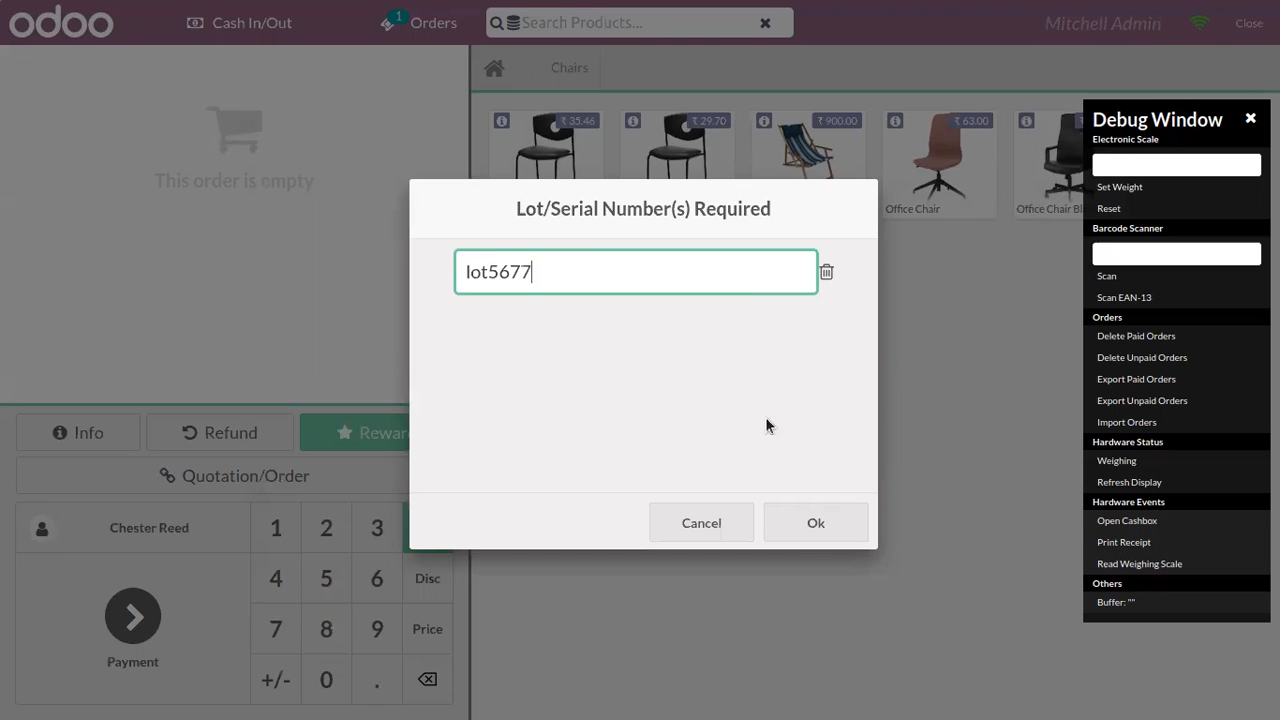 odoo
Cash In/Out
1
Orders
Search Products...
Mitchell Admin
Close
Chairs
₹ 35.46
₹ 29.70
₹ 900.00
₹ 63.00
This order is empty
Office Chair
Office Chair Bl
Lot/Serial Number(s) Required
lot5677
Cancel
Ok
Info
Refund
Rewar
Quotation/Order
Chester Reed
1
2
3
4
5
6
Disc
7
8
9
Price
+/-
0
.
Payment
Debug Window
Electronic Scale
Set Weight
Reset
Barcode Scanner
Scan
Scan EAN-13
Orders
Delete Paid Orders
Delete Unpaid Orders
Export Paid Orders
Export Unpaid Orders
Import Orders
Hardware Status
Weighing
Refresh Display
Hardware Events
Open Cashbox
Print Receipt
Read Weighing Scale
Others
Buffer: ""